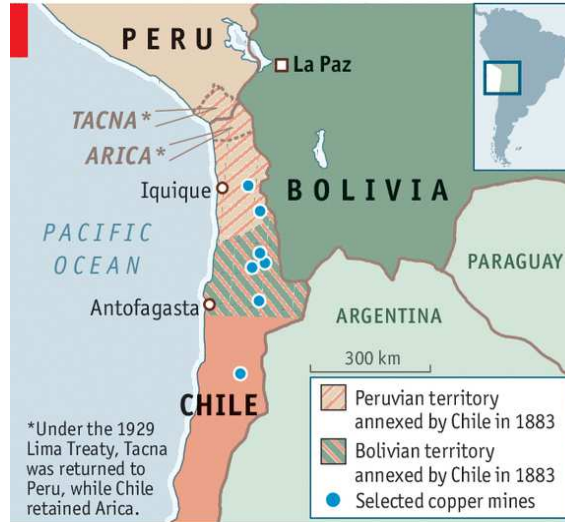 PERU
La Paz
TACNA*
ARICA*
Iquique
BOLIVIA
PACIFIC
OCEAN
PARAGUAY
Antofagasta
ARGENTINA
300 km
CHILE
*Under the 1929
Lima Treaty, Tacna
was returned to
Peru, while Chile
retained Arica.
Peruvian territory
annexed by Chile in 1883
Bolivian territory
annexed by Chile in 1883
Selected copper mines